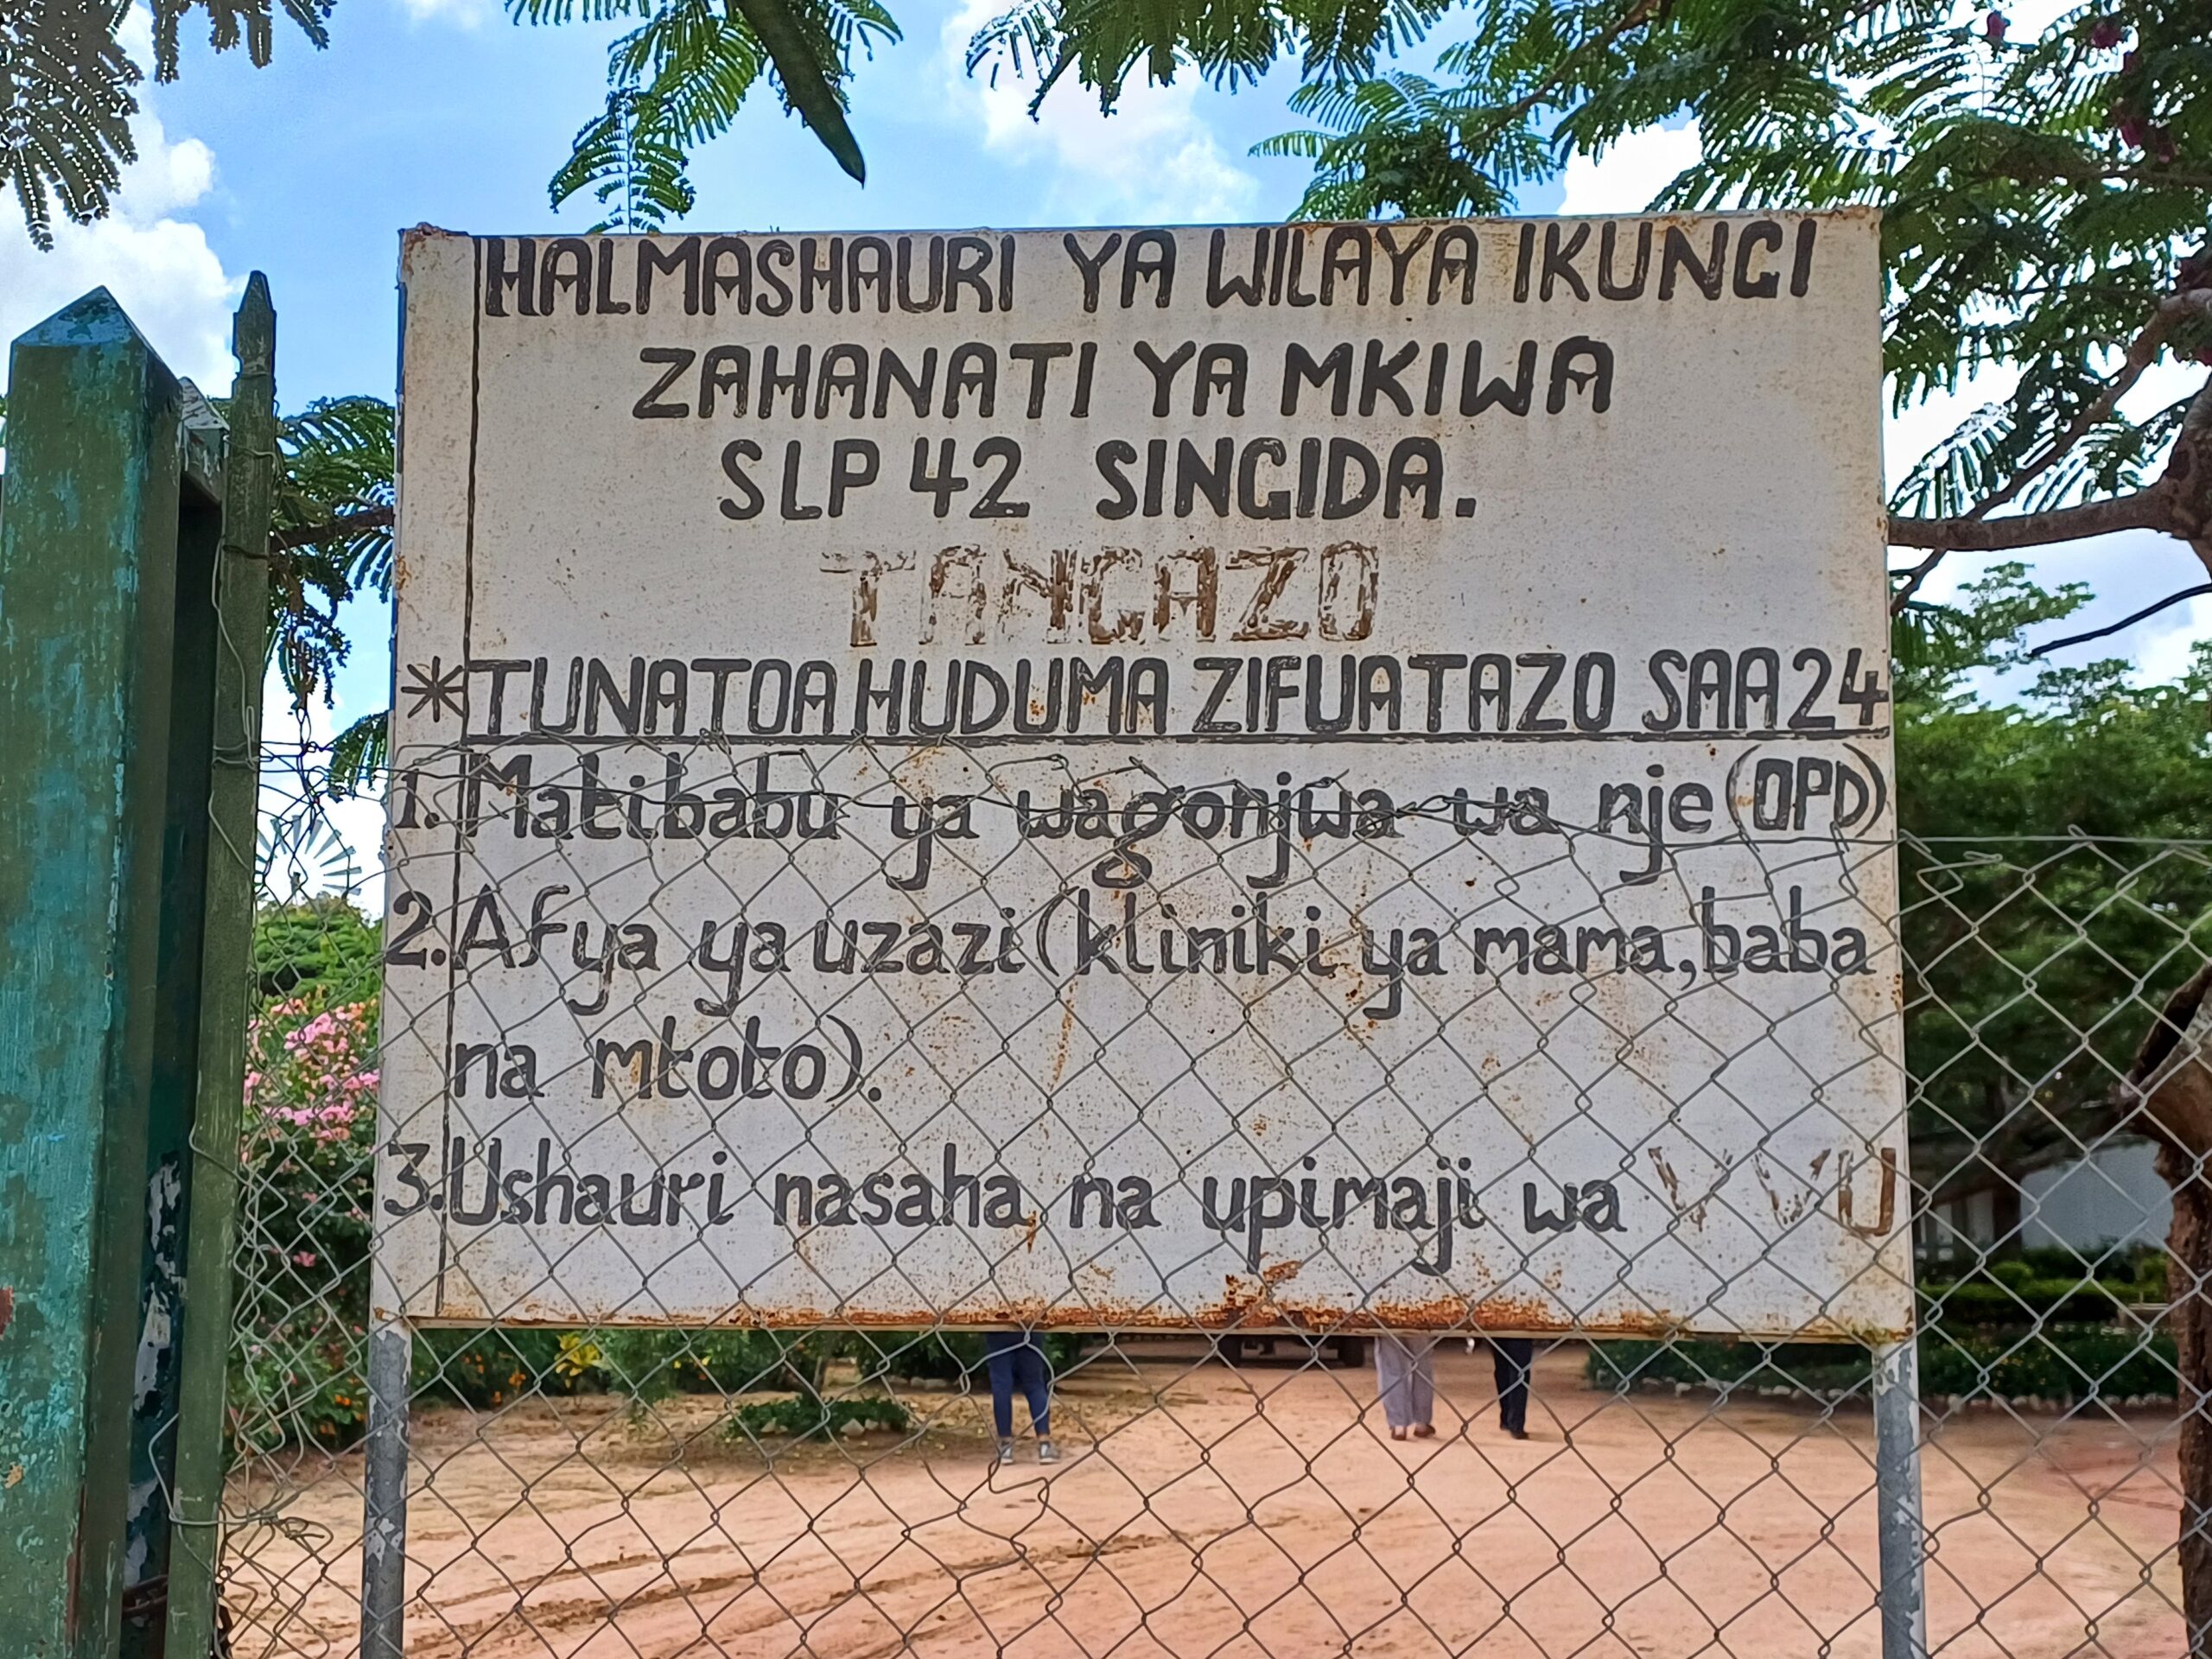 HALMASHAURI YA WILAYA IKUNGI
ZAHANATI YA MKIWA
SLP 42 SINGIDA.
TANGAZO
*TUNATOA HUDUMA ZIFUATAZO SAA 24
1. Matibabu ya wagonjwa wa nje (OPD)
2. Afya ya uzazi (kliniki ya mama, baba
na mtoto).
3. Ushauri nasaha na upimaji wa VVU